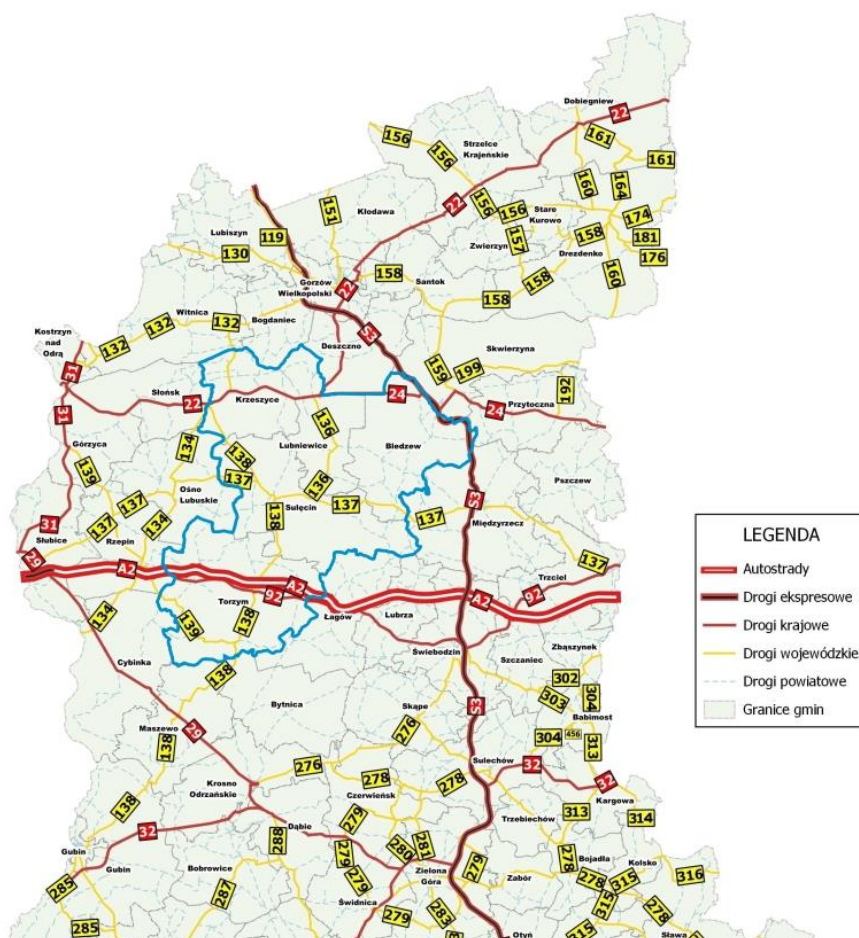 Dobiegniew
22
156
161
Strzelce
Krajeńskie
156
161
160
164
22
156
156
Stare
Kurowo
151
Kłodawa
174
Lubiszyn
119
Zwierzyn
157
158
181
130
Drezdenko
176
158
Gorzów
Wielkopolski
22
Santok
158
160
158
Witnica
132
132
Bogdaniec
S3
Kostrzyn
nad
Odrą
132
Deszczno
Skwierzyna
31
159
199
Słońsk
22
Krzeszyce
24
192
31
24
Przytoczna
136
134
138
Lubniewice
Bledzew
Górzyca
139
137
Ośno
Lubuskie
136
Pszczew
137
138
Sulęcin
137
S3
31
137
134
137
Międzyrzecz
Słubice
Rzepin
29
A2
137
Trzciel
A2
92
92
A2
134
Torzym
139
138
Łagów
Lubrza
Cybinka
Świebodzin
Szczaniec
Zbąszynek
138
302
303
304
Bytnica
Skąpe
S3
Babimost
Maszewo
29
276
138
304
456
313
276
278
Sulechów
32
Krosno
Odrzańskie
278
32
138
Czerwieńsk
Kargowa
279
Trzebiechów
313
314
32
Dąbie
288
Gubin
279
280
281
278
Bojadła
Kolsko
Gubin
Bobrowice
279
Zielona
Góra
279
Zabór
278
315
316
285
287
Świdnica
279
283
315
278
285
315
Otyń
Sława
LEGENDA
Autostrady
Drogi ekspresowe
Drogi krajowe
Drogi wojewódzkie
Drogi powiatowe
Granice gmin